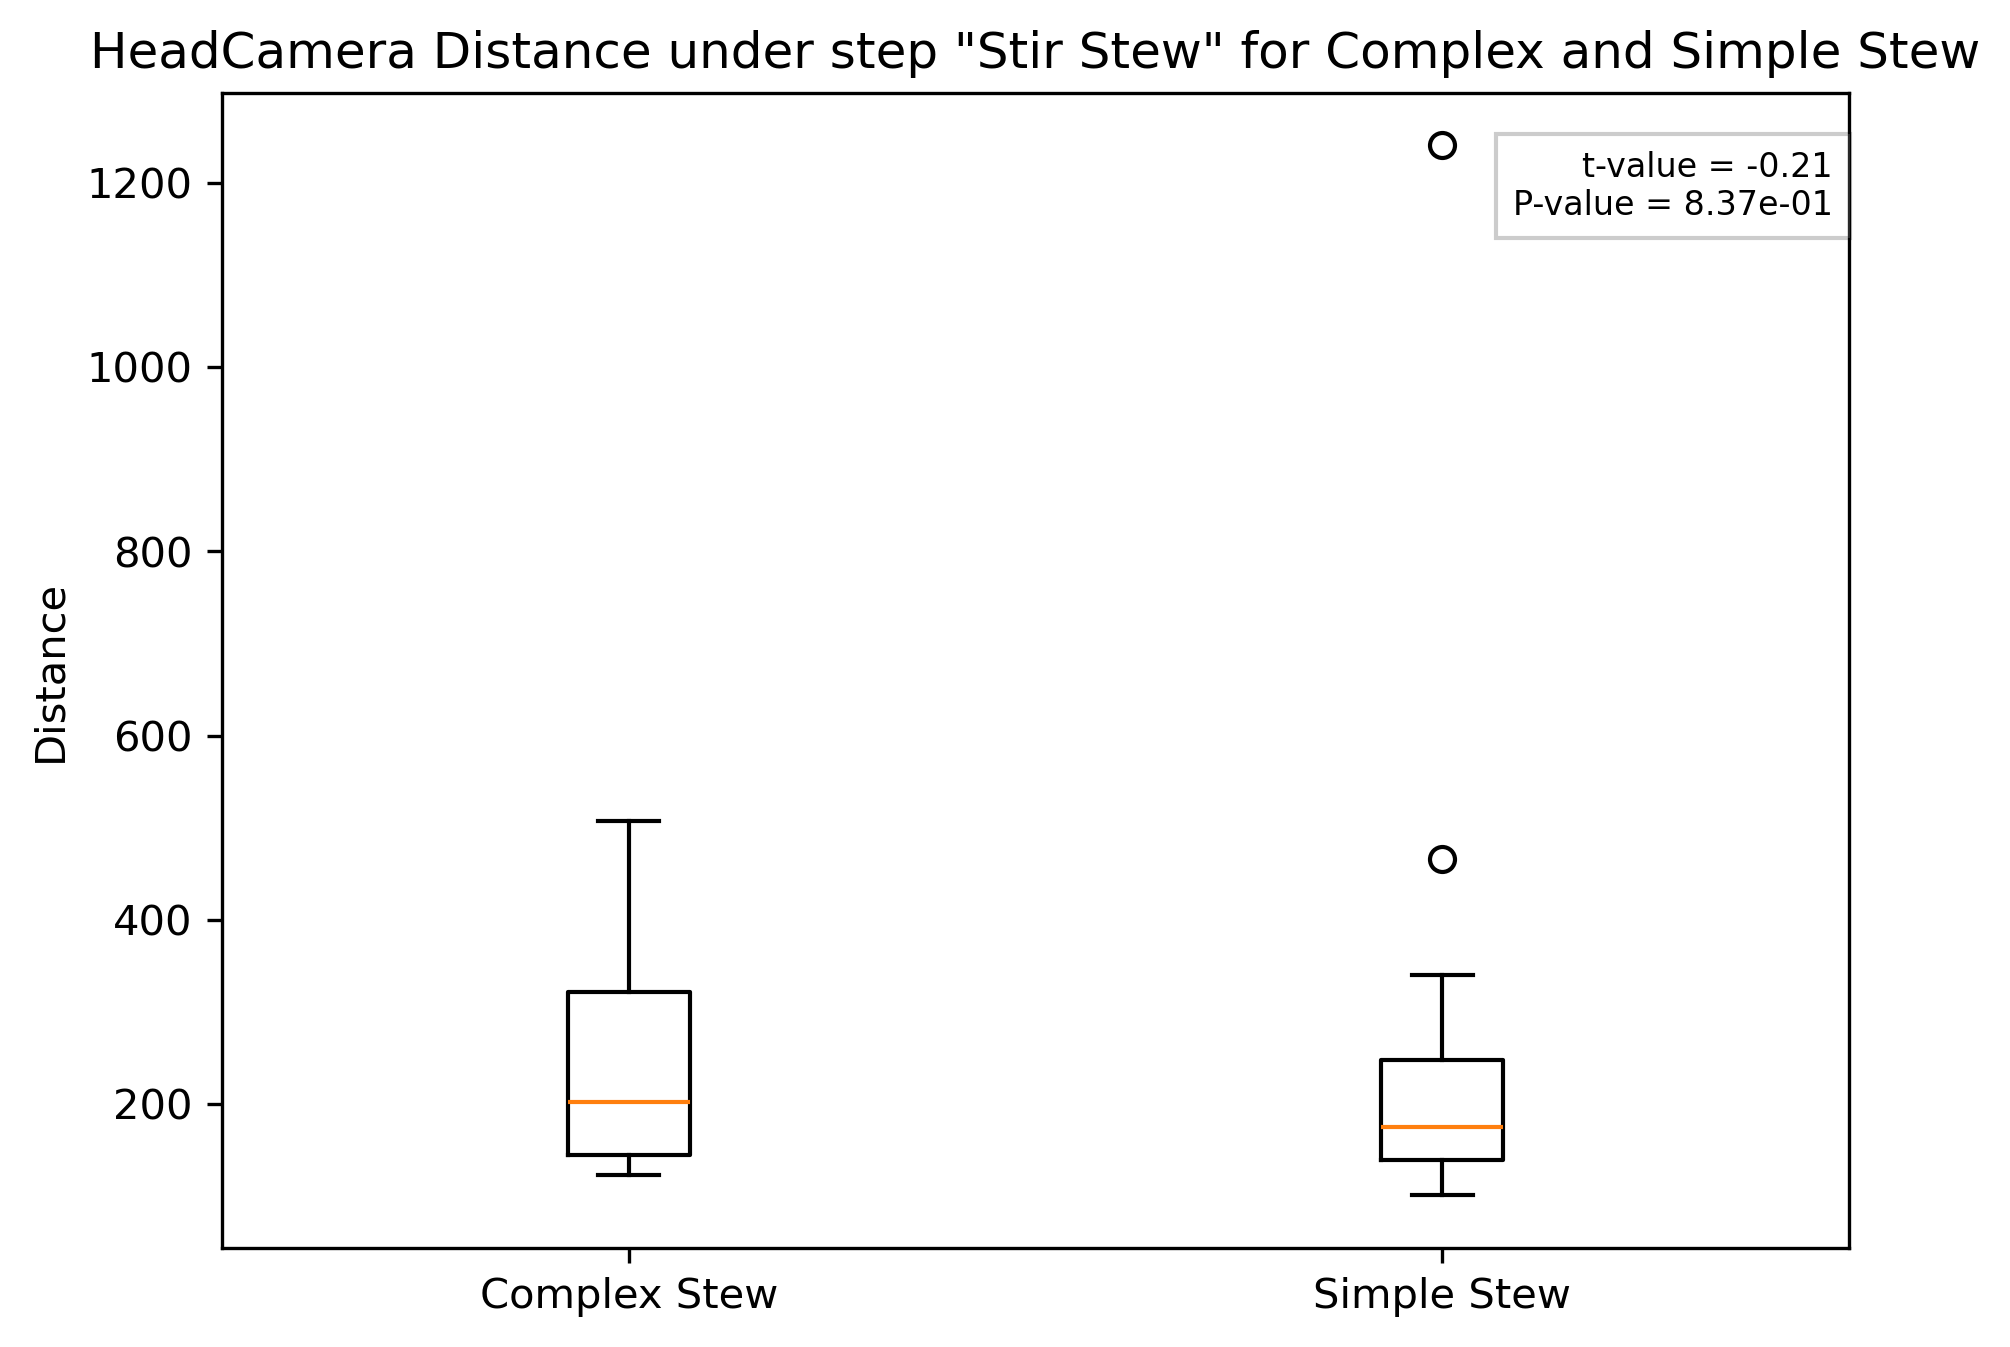 HeadCamera Distance under step "Stir Stew" for Complex and Simple Stew
t-value = -0.21
P-value = 8.37e-01
1200
1000
800
600
400
200
Distance
Complex Stew
Simple Stew